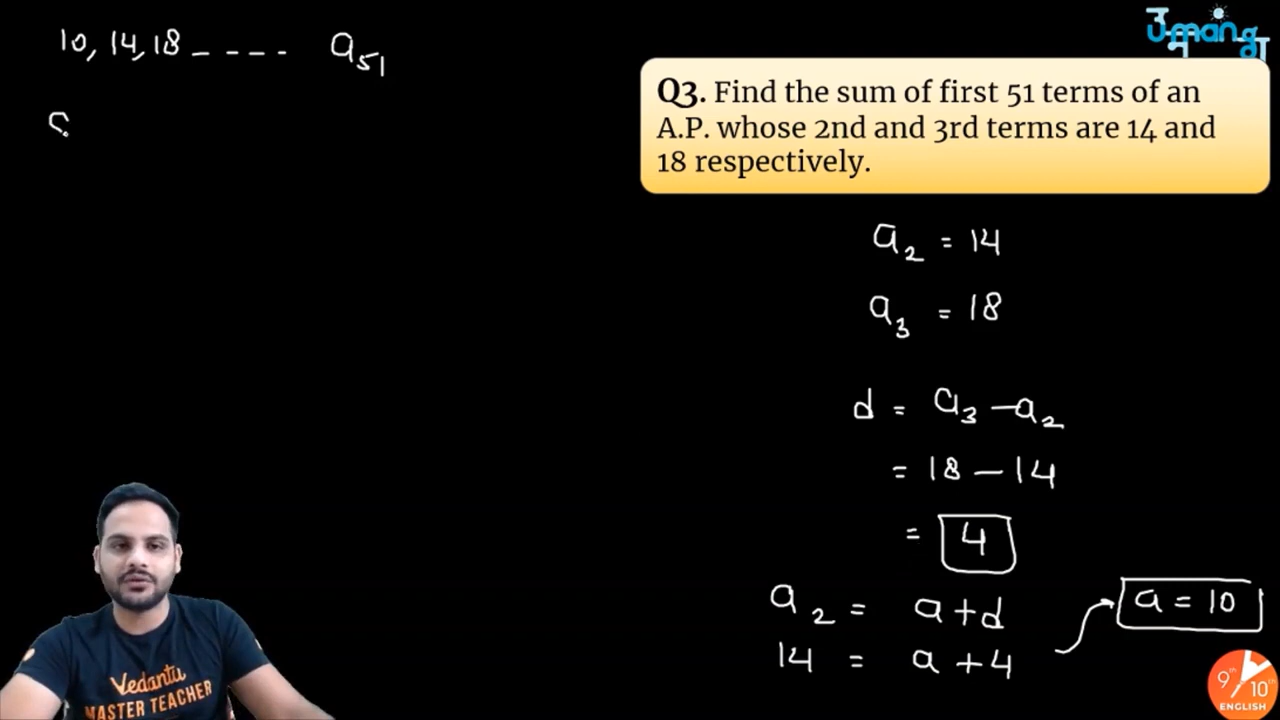 10, 14, 18 _ _ _ _ a51
S
उमंग
Umang
Q3. Find the sum of first 51 terms of an
A.P. whose 2nd and 3rd terms are 14 and
18 respectively.
a2 = 14
a3 = 18
d = a3 - a2
= 18 - 14
= 4
a2 = a + d
14 = a + 4
a = 10
Vedantu
MASTER TEACHER
9th 10th
ENGLISH